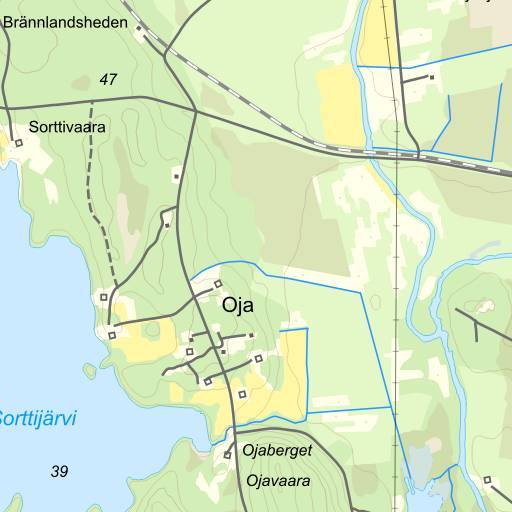 Brännlandsheden
47
Sorttivaara
Oja
Sorttijärvi
39
Ojaberget
Ojavaara